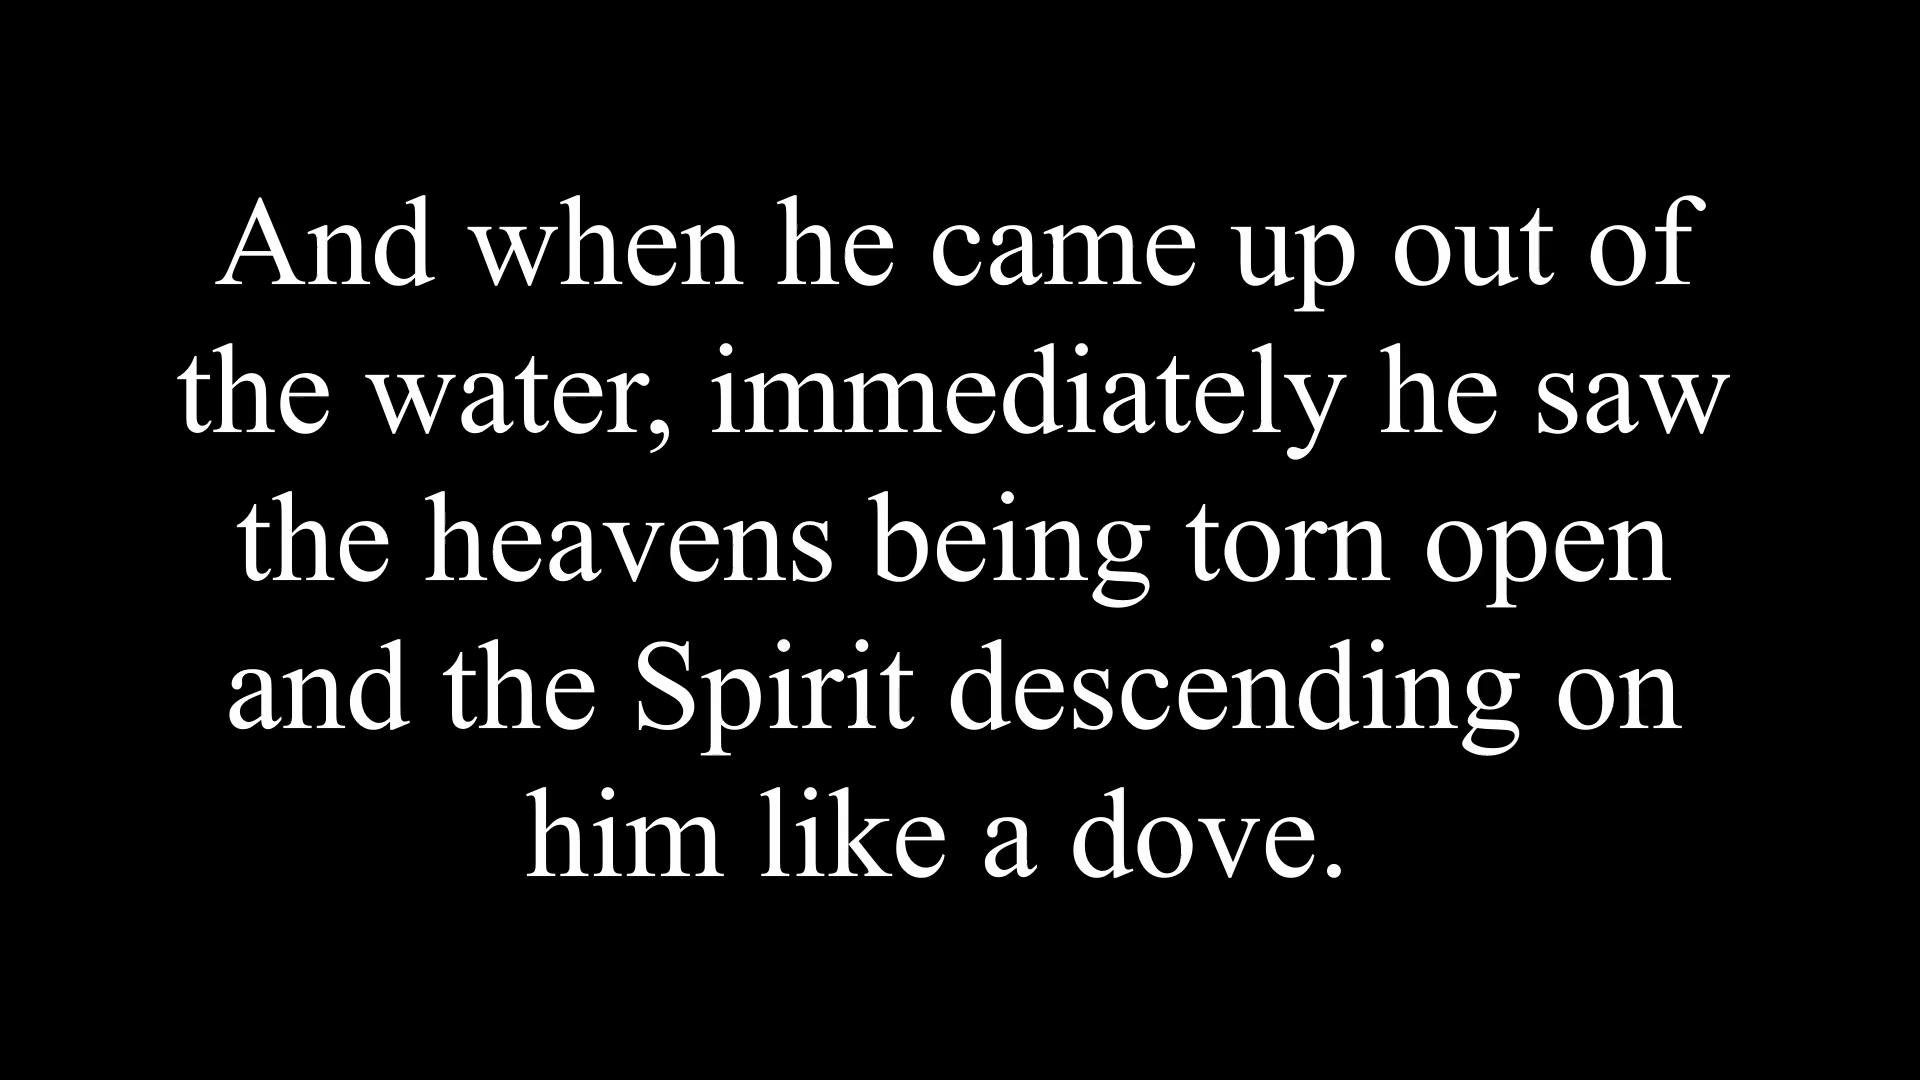 And when he came up out of
the water, immediately he saw
the heavens being torn open
and the Spirit descending on
him like a dove.